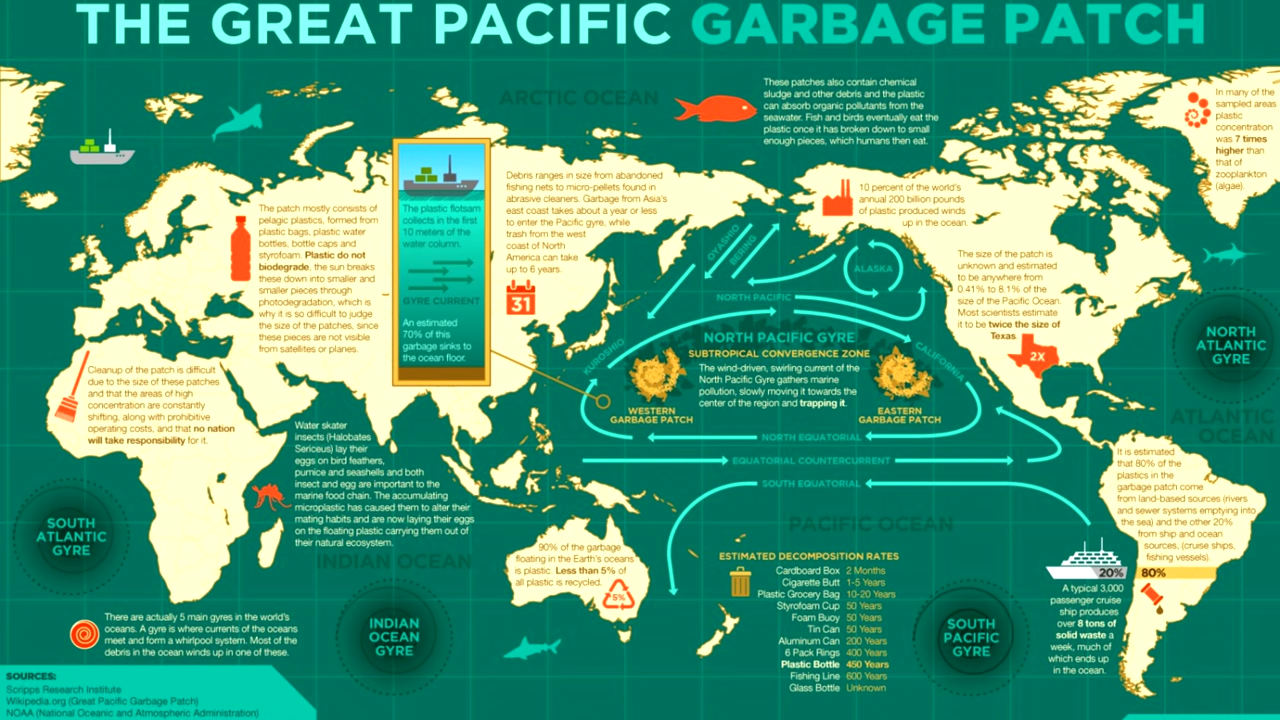 THE GREAT PACIFIC GARBAGE PATCH
ARCTIC OCEAN
These patches also contain chemical
sludge and other debris and the plastic
can absorb organic pollutants from the
seawater. Fish and birds eventually eat the
plastic once it has broken down to small
enough pieces, which humans then eat.
In many of the
sampled areas
plastic
concentration
was 7 times
higher than
that of
zooplankton
(algae).
The patch mostly consists of
pelagic plastics, formed from
plastic bags, plastic water
bottles, bottle caps and
styrofoam. Plastic do not
biodegrade, the sun breaks
these down into smaller and
smaller pieces through
photodegradation, which is
why it is so difficult to judge
the size of the patches, since
these pieces are not visible
from satellites or planes.
The plastic flotsam
collects in the first
10 meters of the
water column.
GYRE CURRENT
An estimated
70% of this
garbage sinks to
the ocean floor.
Debris ranges in size from abandoned
fishing nets to micro-pellets found in
abrasive cleaners. Garbage from Asia's
east coast takes about a year or less
to enter the Pacific gyre, while
trash from the west
coast of North
America can take
up to 6 years.
31
10 percent of the world's
annual 200 billion pounds
of plastic produced winds
up in the ocean.
The size of the patch is
unknown and estimated
to be anywhere from
0.41% to 8.1% of the
size of the Pacific Ocean.
Most scientists estimate
it to be twice the size of
Texas.
2X
OYASHIO
BERING
ALASKA
NORTH PACIFIC
KUROSHIO
CALIFORNIA
NORTH PACIFIC GYRE
SUBTROPICAL CONVERGENCE ZONE
The wind-driven, swirling current of the
North Pacific Gyre gathers marine
pollution, slowly moving it towards the
center of the region and trapping it.
WESTERN
GARBAGE PATCH
EASTERN
GARBAGE PATCH
NORTH EQUATORIAL
EQUATORIAL COUNTERCURRENT
SOUTH EQUATORIAL
NORTH
ATLANTIC
GYRE
ATLANTIC
OCEAN
Cleanup of the patch is difficult
due to the size of these patches
and that the areas of high
concentration are constantly
shifting, along with prohibitive
operating costs, and that no nation
will take responsibility for it.
Water skater
insects (Halobates
Sericeus) lay their
eggs on bird feathers,
pumice and seashells and both
insect and egg are important to the
marine food chain. The accumulating
microplastic has caused them to alter their
mating habits and are now laying their eggs
on the floating plastic carrying them out of
their natural ecosystem.
SOUTH
ATLANTIC
GYRE
INDIAN OCEAN
PACIFIC OCEAN
90% of the garbage
floating in the Earth's oceans
is plastic. Less than 5% of
all plastic is recycled.
5%
It is estimated
that 80% of the
plastics in the
garbage patch come
from land-based sources (rivers
and sewer systems emptying into
the sea) and the other 20%
from ship and ocean
sources, (cruise ships,
fishing vessels).
20% 80%
A typical 3,000
passenger cruise
ship produces
over 8 tons of
solid waste a
week, much of
which ends up
in the ocean.
ESTIMATED DECOMPOSITION RATES
Cardboard Box 2 Months
Cigarette Butt 1-5 Years
Plastic Grocery Bag 10-20 Years
Styrofoam Cup 50 Years
Foam Buoy 50 Years
Tin Can 50 Years
Aluminum Can 200 Years
6 Pack Rings 400 Years
Plastic Bottle 450 Years
Fishing Line 600 Years
Glass Bottle Unknown
There are actually 5 main gyres in the world's
oceans. A gyre is where currents of the oceans
meet and form a whirlpool system. Most of the
debris in the ocean winds up in one of these.
INDIAN
OCEAN
GYRE
SOUTH
PACIFIC
GYRE
SOURCES:
Scripps Research Institute
Wikipedia.org (Great Pacific Garbage Patch)
NOAA (National Oceanic and Atmospheric Administration)